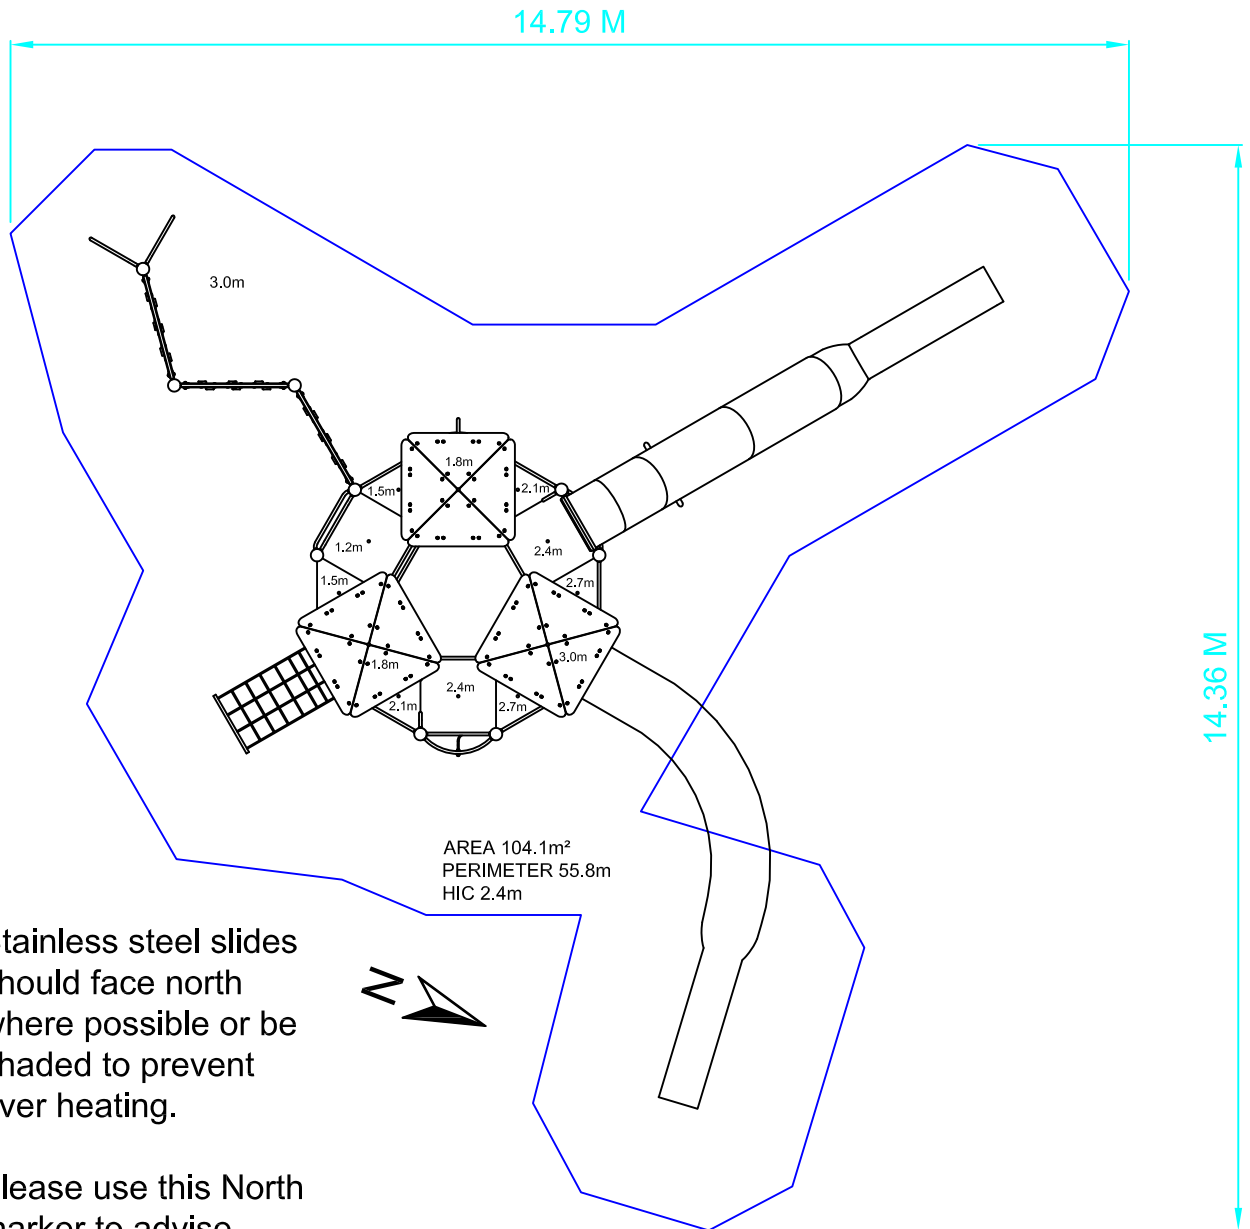 14.79 M
3.0m
1.8m
1.5m
2.1m
1.2m
2.4m
1.5m
2.7m
1.8m
3.0m
2.4m
2.1m
2.7m
14.36 M
AREA 104.1m²
PERIMETER 55.8m
HIC 2.4m
tainless steel slides
hould face north
where possible or be
haded to prevent
ver heating.
N
lease use this North
marker to advise